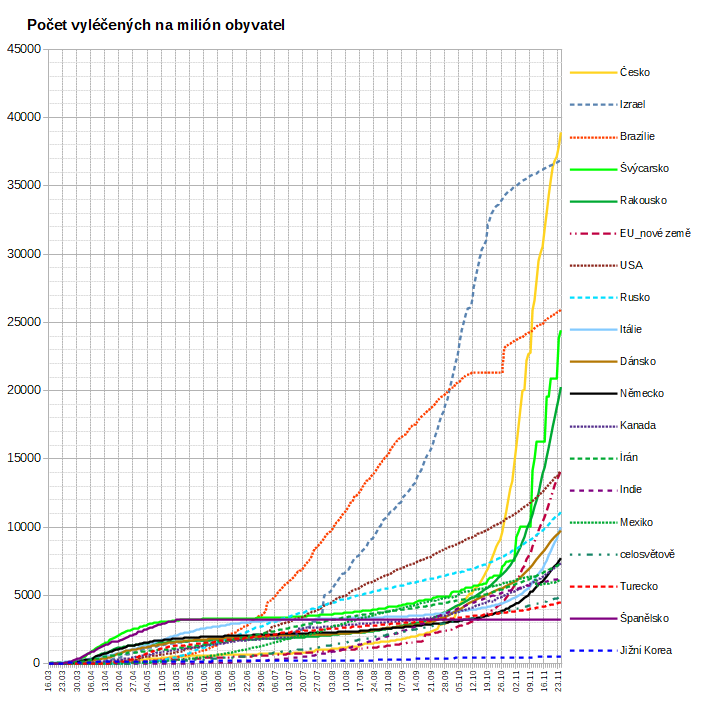 Počet vyléčených na milión obyvatel
45000
40000
35000
30000
25000
20000
15000
10000
5000
0
16.03
23.03
30.03
06.04
13.04
20.04
27.04
04.05
11.05
18.05
25.05
01.06
08.06
15.06
22.06
29.06
06.07
13.07
20.07
27.07
03.08
10.08
17.08
24.08
31.08
07.09
14.09
21.09
28.09
05.10
12.10
19.10
26.10
02.11
09.11
16.11
23.11
Česko
Izrael
Brazílie
Švýcarsko
Rakousko
EU_nové země
USA
Rusko
Itálie
Dánsko
Německo
Kanada
Irán
Indie
Mexiko
celosvětově
Turecko
Španělsko
Jižní Korea